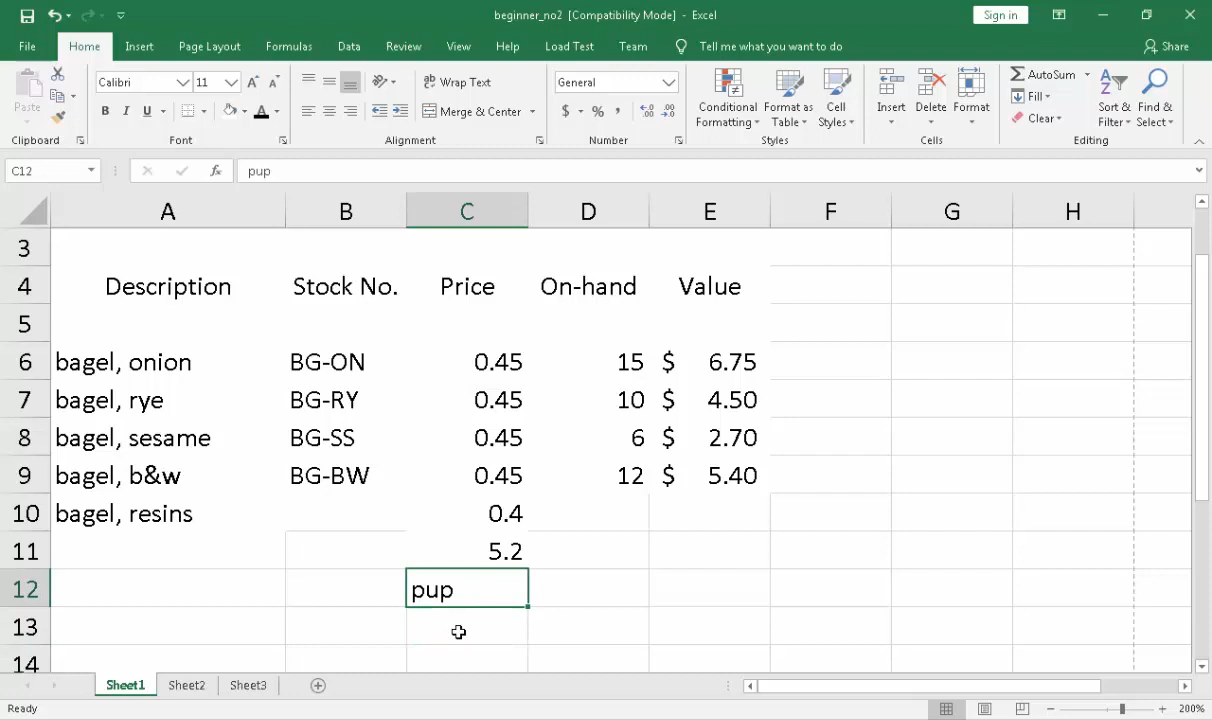 beginner_no2 [Compatibility Mode] - Excel
Sign in
File Home Insert Page Layout Formulas Data Review View Help Load Test Team Tell me what you want to do Share
Paste
Calibri 11
B I U
Wrap Text
Merge & Center
General
$ % ,
Conditional Formatting
Format as Table
Cell Styles
Insert
Delete
Format
AutoSum
Fill
Clear
Sort & Filter
Find & Select
Clipboard Font Alignment Number Styles Cells Editing
C12 fx pup
A B C D E F G H
3
4 Description Stock No. Price On-hand Value
5
6 bagel, onion BG-ON 0.45 15 $ 6.75
7 bagel, rye BG-RY 0.45 10 $ 4.50
8 bagel, sesame BG-SS 0.45 6 $ 2.70
9 bagel, b&w BG-BW 0.45 12 $ 5.40
10 bagel, resins 0.4
11 5.2
12 pup
13
14
Sheet1 Sheet2 Sheet3
Ready 200%